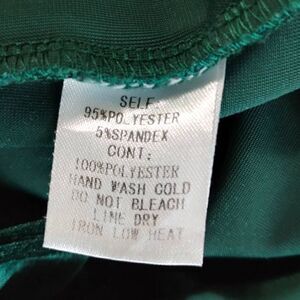 SELF:
95%POLYESTER
5%SPANDEX
CONT:
100%POLYESTER
HAND WASH COLD
DO NOT BLEACH
LINE DRY
IRON LOW HEAT